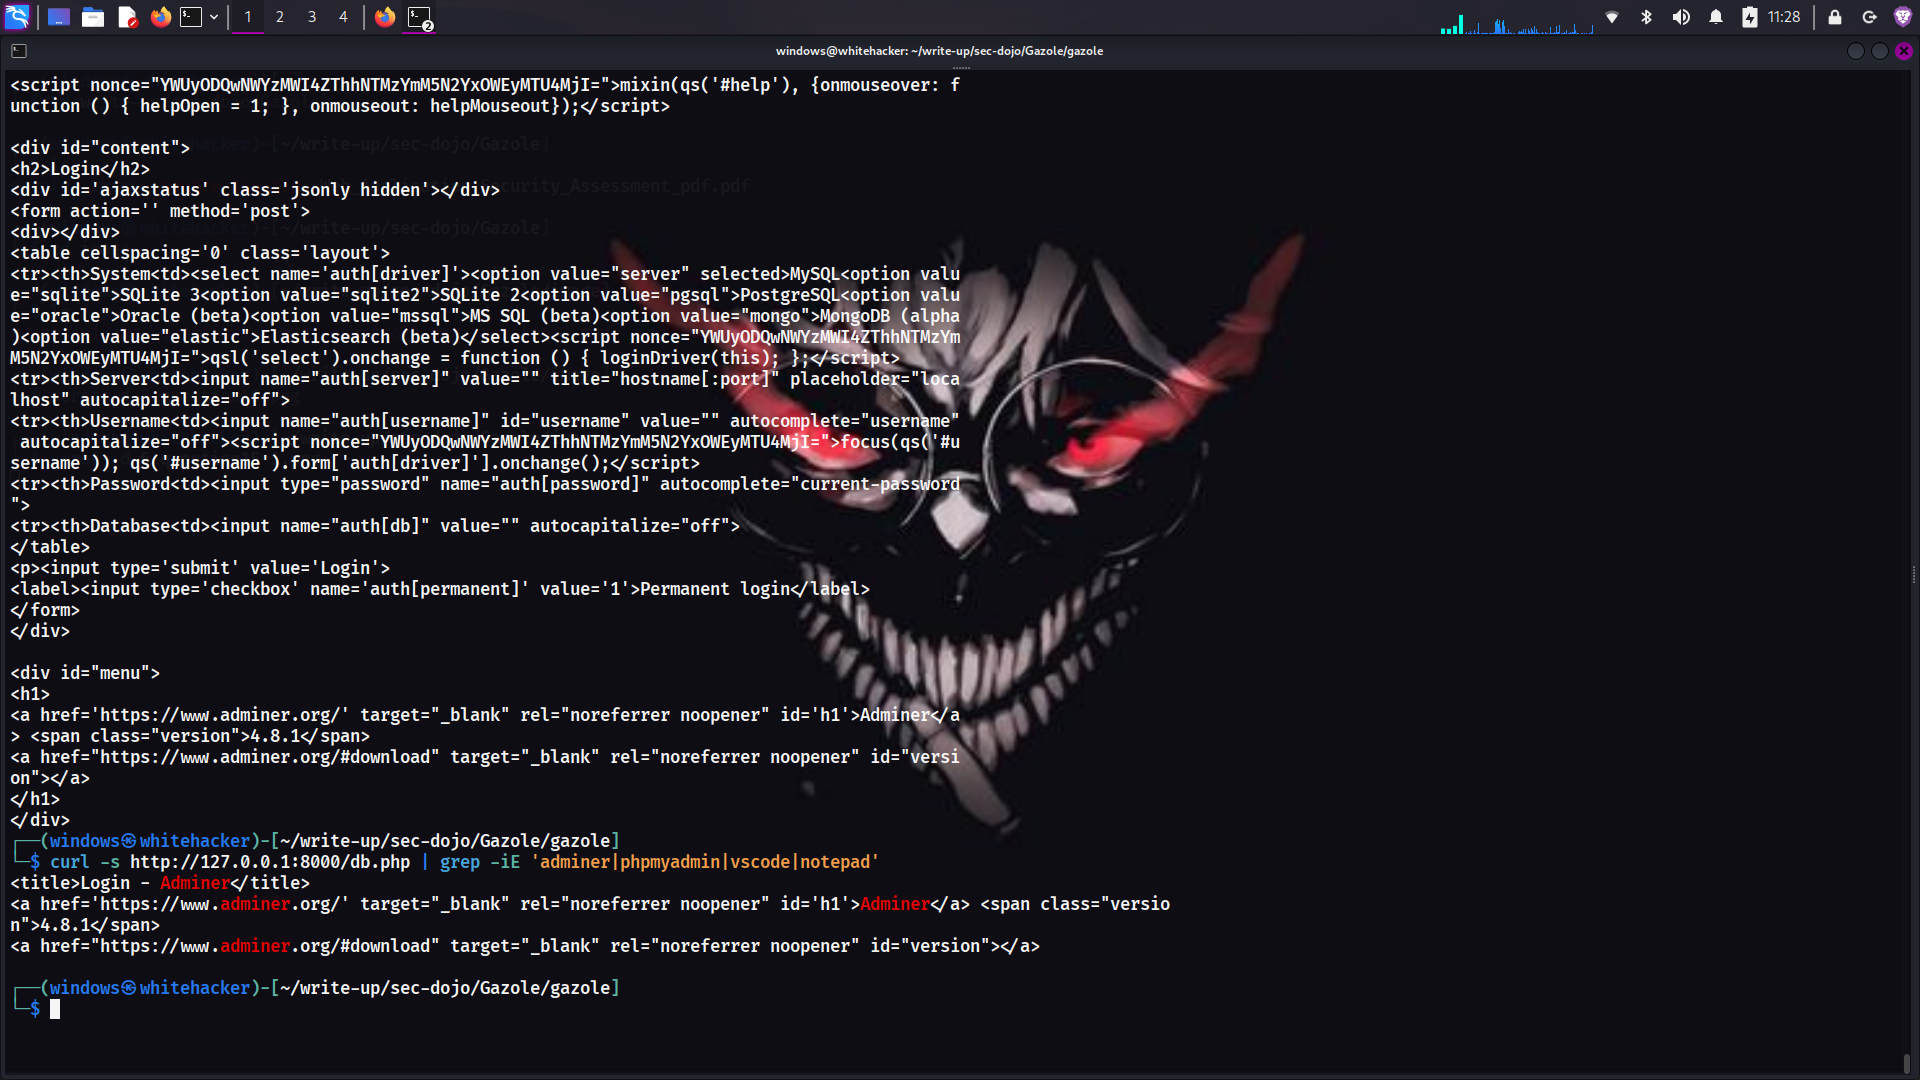 1 2 3 4 2 11:28
windows@whitehacker: ~/write-up/sec-dojo/Gazole/gazole
<script nonce="YWUyODQwNWYzMWI4ZThhNTMzYmM5N2YxOWEyMTU4MjI=">mixin(qs('#help'), {onmouseover: f
unction () { helpOpen = 1; }, onmouseout: helpMouseout});</script>
<div id="content">
<h2>Login</h2>
<div id='ajaxstatus' class='jsonly hidden'></div>
<form action='' method='post'>
<div></div>
<table cellspacing='0' class='layout'>
<tr><th>System<td><select name='auth[driver]'><option value="server" selected>MySQL<option valu
e="sqlite">SQLite 3<option value="sqlite2">SQLite 2<option value="pgsql">PostgreSQL<option valu
e="oracle">Oracle (beta)<option value="mssql">MS SQL (beta)<option value="mongo">MongoDB (alpha
)<option value="elastic">Elasticsearch (beta)</select><script nonce="YWUyODQwNWYzMWI4ZThhNTMzYm
M5N2YxOWEyMTU4MjI=">qsl('select').onchange = function () { loginDriver(this); };</script>
<tr><th>Server<td><input name="auth[server]" value="" title="hostname[:port]" placeholder="loca
lhost" autocapitalize="off">
<tr><th>Username<td><input name="auth[username]" id="username" value="" autocomplete="username"
 autocapitalize="off"><script nonce="YWUyODQwNWYzMWI4ZThhNTMzYmM5N2YxOWEyMTU4MjI=">focus(qs('#u
sername')); qs('#username').form['auth[driver]'].onchange();</script>
<tr><th>Password<td><input type="password" name="auth[password]" autocomplete="current-password
">
<tr><th>Database<td><input name="auth[db]" value="" autocapitalize="off">
</table>
<p><input type='submit' value='Login'>
<label><input type='checkbox' name='auth[permanent]' value='1'>Permanent login</label>
</form>
</div>
<div id="menu">
<h1>
<a href='https://www.adminer.org/' target="_blank" rel="noreferrer noopener" id='h1'>Adminer</a
> <span class="version">4.8.1</span>
<a href="https://www.adminer.org/#download" target="_blank" rel="noreferrer noopener" id="versi
on"></a>
</h1>
</div>
┌──(windows㉿whitehacker)-[~/write-up/sec-dojo/Gazole/gazole]
└─$ curl -s http://127.0.0.1:8000/db.php | grep -iE 'adminer|phpmyadmin|vscode|notepad'
<title>Login - Adminer</title>
<a href='https://www.adminer.org/' target="_blank" rel="noreferrer noopener" id='h1'>Adminer</a> <span class="versio
n">4.8.1</span>
<a href="https://www.adminer.org/#download" target="_blank" rel="noreferrer noopener" id="version"></a>
┌──(windows㉿whitehacker)-[~/write-up/sec-dojo/Gazole/gazole]
└─$